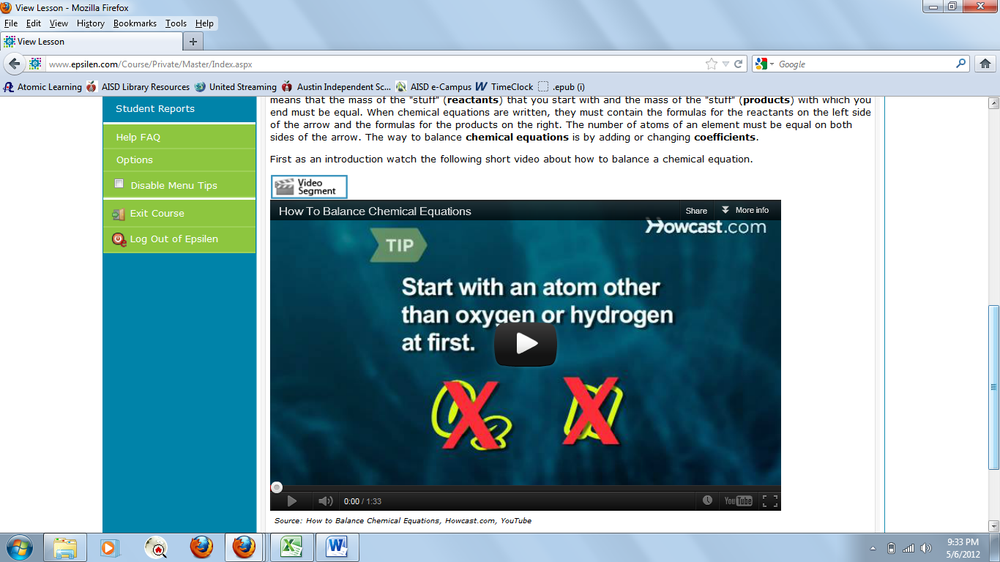 View Lesson - Mozilla Firefox
File Edit View History Bookmarks Tools Help
View Lesson
www.epsilen.com/Course/Private/Master/Index.aspx
Google
Atomic Learning AISD Library Resources United Streaming Austin Independent Sc... AISD e-Campus TimeClock .epub (i)
Student Reports
Help FAQ
Options
Disable Menu Tips
Exit Course
Log Out of Epsilen
means that the mass of the "stuff" (reactants) that you start with and the mass of the "stuff" (products) with which you
end must be equal. When chemical equations are written, they must contain the formulas for the reactants on the left side
of the arrow and the formulas for the products on the right. The number of atoms of an element must be equal on both
sides of the arrow. The way to balance chemical equations is by adding or changing coefficients.
First as an introduction watch the following short video about how to balance a chemical equation.
Video
Segment
How To Balance Chemical Equations Share More info
Howcast.com
TIP
Start with an atom other
than oxygen or hydrogen
at first.
0:00 / 1:33 YouTube
Source: How to Balance Chemical Equations, Howcast.com, YouTube
9:33 PM
5/6/2012